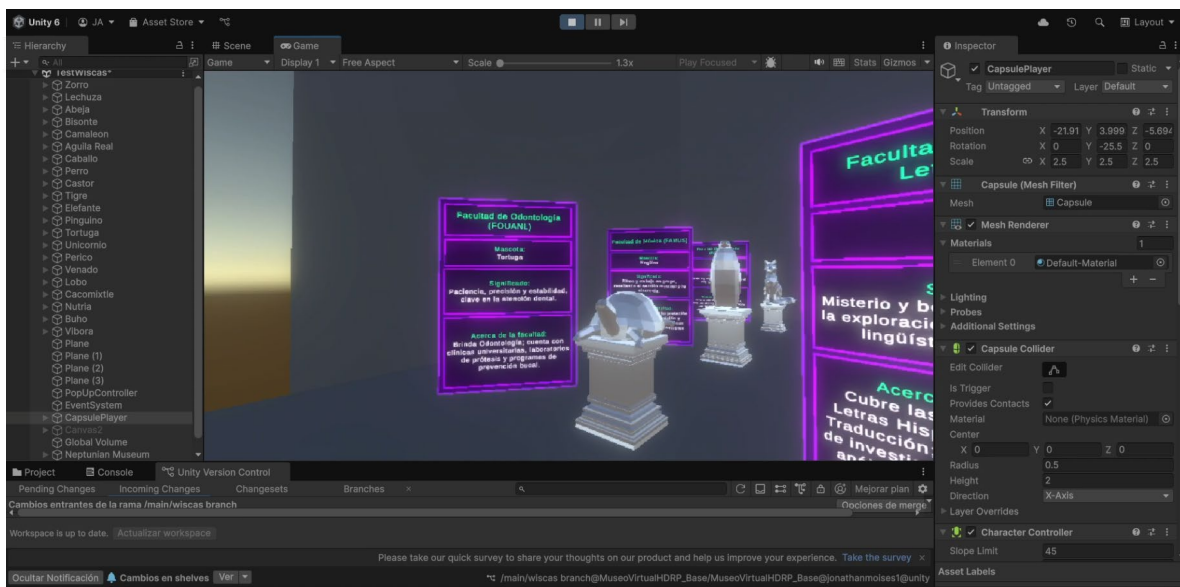 Unity 6
JA
Asset Store
Layout
Hierarchy
Scene
Game
Inspector
All
Game
Display 1
Free Aspect
Scale
1.3x
Play Focused
Stats
Gizmos
TestWiscas*
Zorro
Lechuza
Abeja
Bisonte
Camaleon
Aguila Real
Caballo
Perro
Castor
Tigre
Elefante
Pinguino
Tortuga
Unicornio
Perico
Venado
Lobo
Cacomixtle
Nutria
Buho
Vibora
Plane
Plane (1)
Plane (2)
Plane (3)
PopUpController
EventSystem
CapsulePlayer
Canvas2
Global Volume
Neptunian Museum
Facultad de Odontología
(FOUANL)
Mascota:
Tortuga
Significado:
Paciencia, precisión y estabilidad,
clave en la atención dental.
Acerca de la facultad:
Brinda Odontología; cuenta con
clínicas universitarias, laboratorios
de prótesis y programas de
prevención bucal.
Faculta
Le
S
Misterio y b
la exploració
lingüíst
Acerc
Cubre las
Letras His
Traducción
de investi
CapsulePlayer
Static
Tag Untagged
Layer Default
Transform
Position X -21.91 Y 3.999 Z -5.694
Rotation X 0 Y -25.5 Z 0
Scale X 2.5 Y 2.5 Z 2.5
Capsule (Mesh Filter)
Mesh Capsule
Mesh Renderer
Materials 1
Element 0 Default-Material
Lighting
Probes
Additional Settings
Capsule Collider
Edit Collider
Is Trigger
Provides Contacts
Material None (Physics Material)
Center
X 0 Y 0 Z 0
Radius 0.5
Height 2
Direction X-Axis
Layer Overrides
Character Controller
Slope Limit 45
Asset Labels
Project
Console
Unity Version Control
Pending Changes
Incoming Changes
Changesets
Branches
Mejorar plan
Cambios entrantes de la rama /main/wiscas branch
Opciones de merge
Workspace is up to date. Actualizar workspace
Please take our quick survey to share your thoughts on our product and help us improve your experience. Take the survey
Ocultar Notificación
Cambios en shelves
Ver
/main/wiscas branch@MuseoVirtualHDRP_Base/MuseoVirtualHDRP_Base@jonathanmoises1@unity